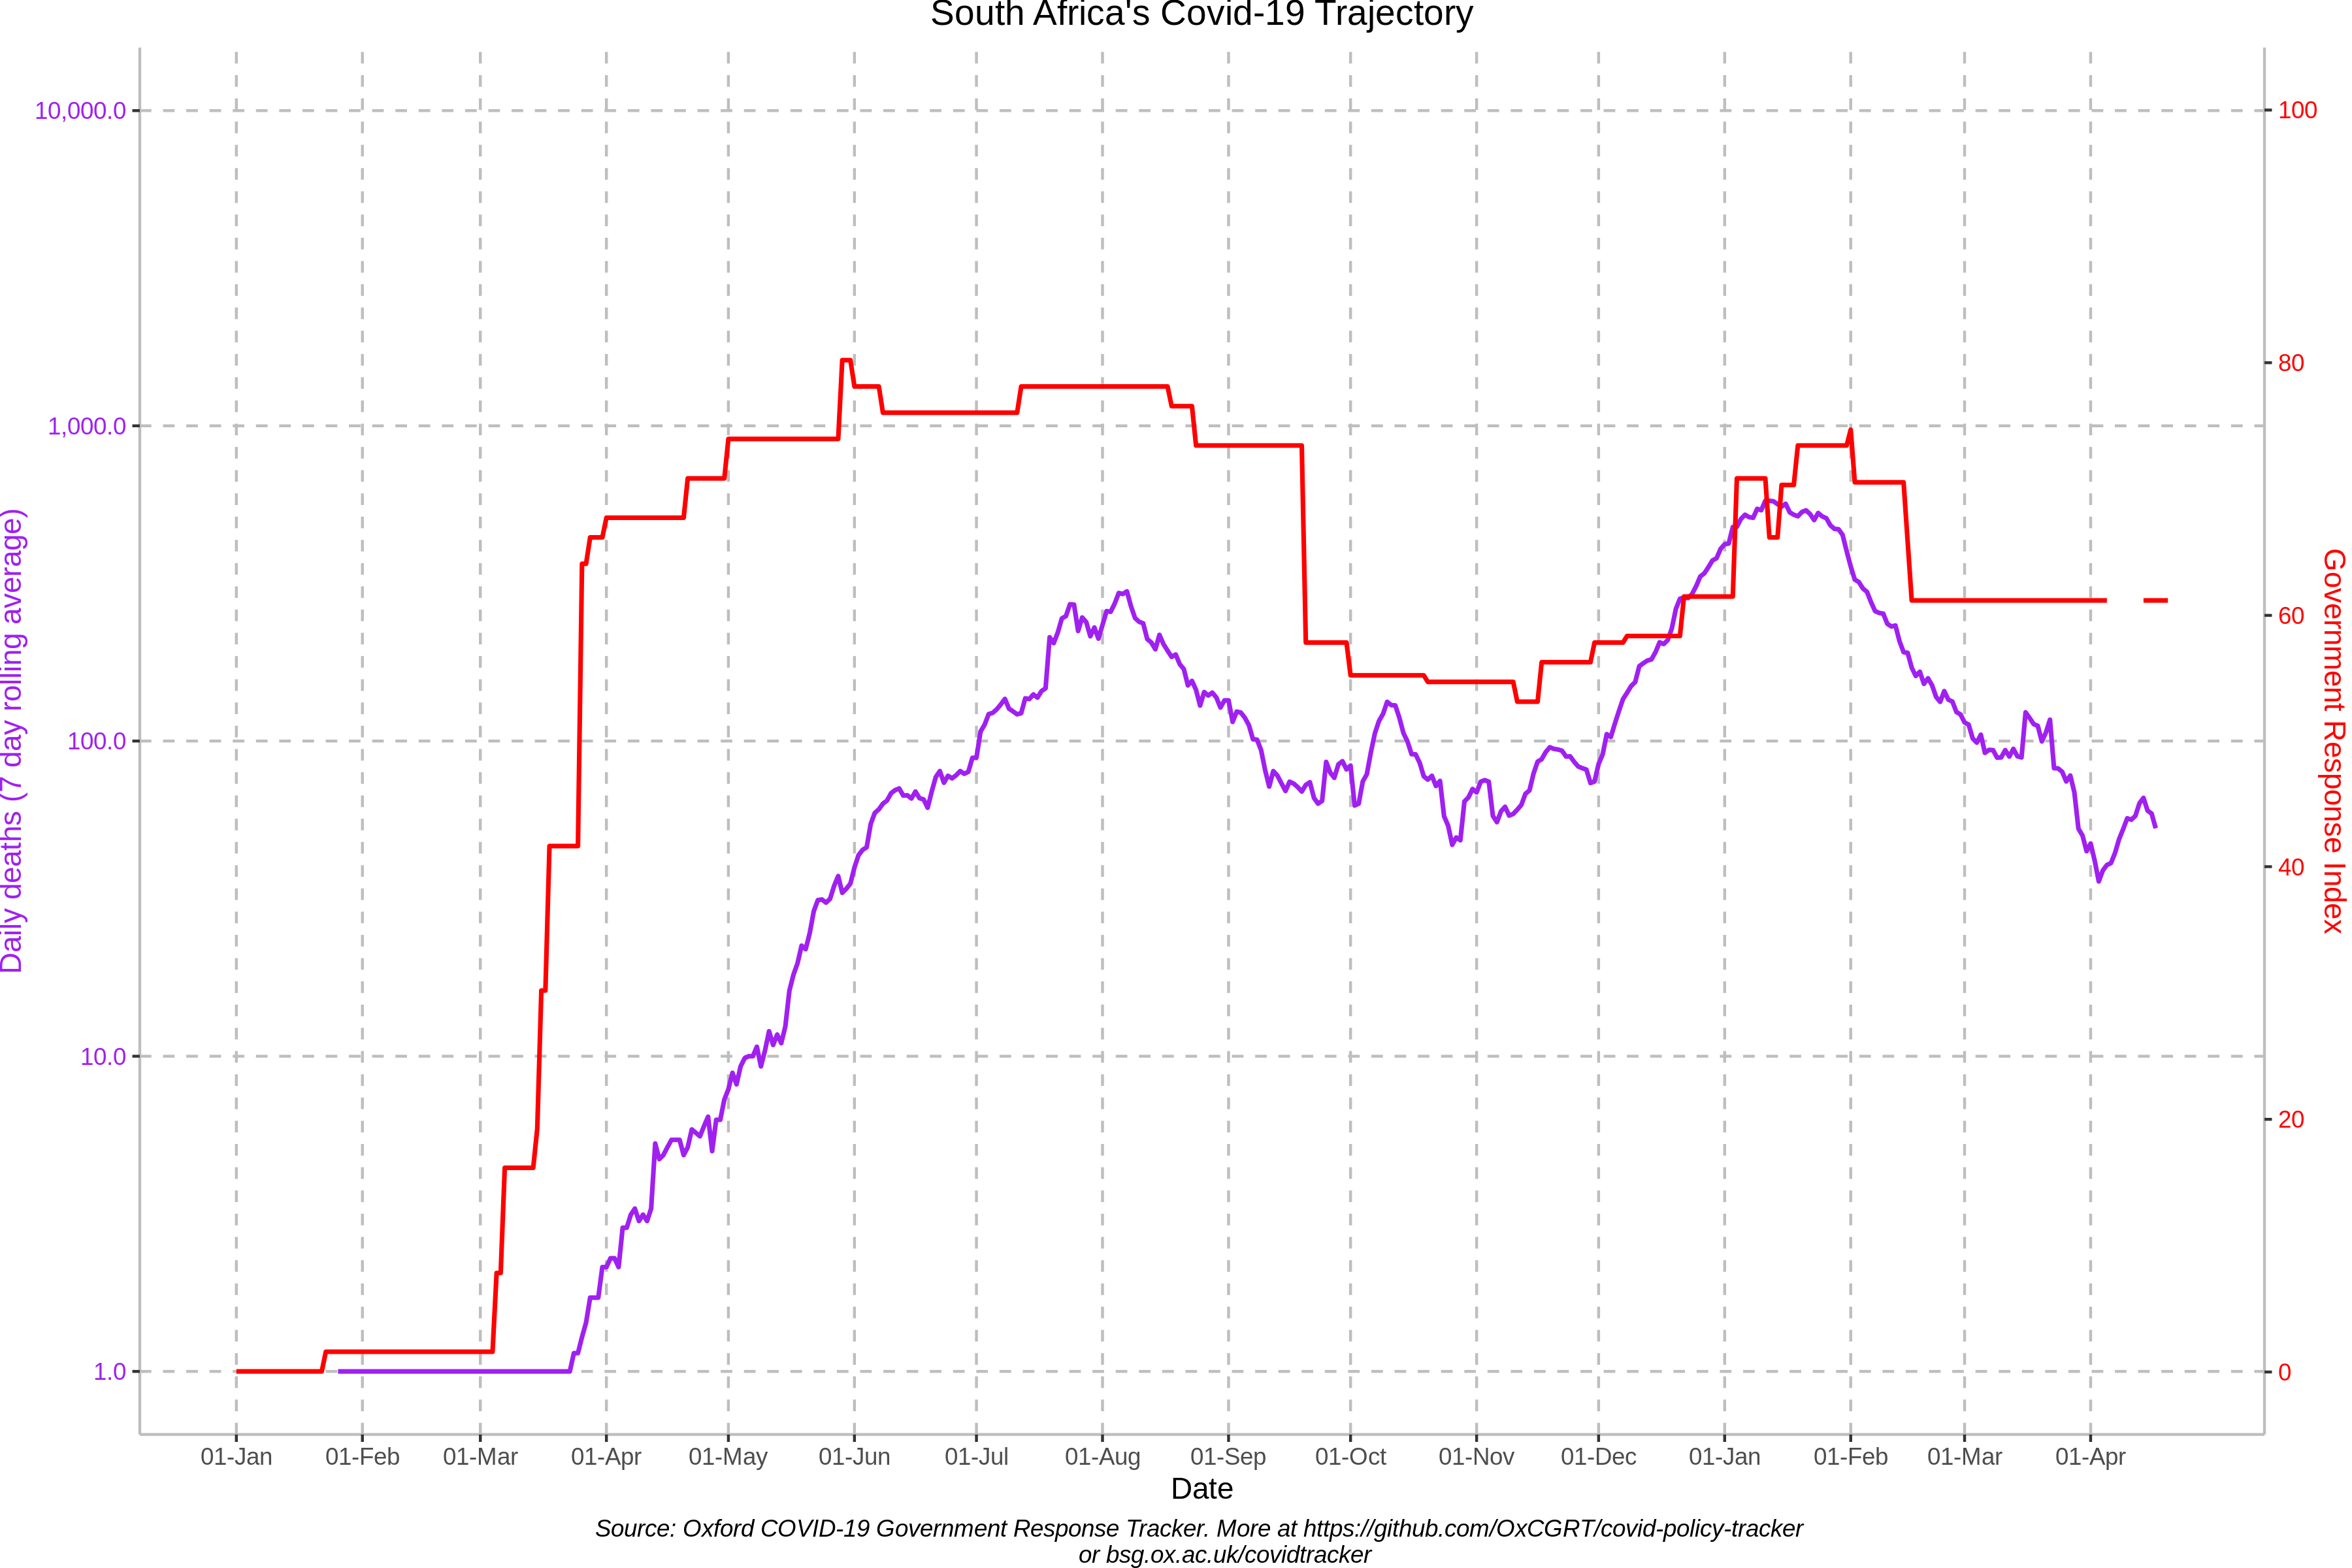 South Africa's Covid-19 Trajectory
10,000.0
1,000.0
100.0
10.0
1.0
Daily deaths (7 day rolling average)
100
80
60
40
20
0
Government Response Index
01-Jan 01-Feb 01-Mar 01-Apr 01-May 01-Jun 01-Jul 01-Aug 01-Sep 01-Oct 01-Nov 01-Dec 01-Jan 01-Feb 01-Mar 01-Apr
Date
Source: Oxford COVID-19 Government Response Tracker. More at https://github.com/OxCGRT/covid-policy-tracker
or bsg.ox.ac.uk/covidtracker